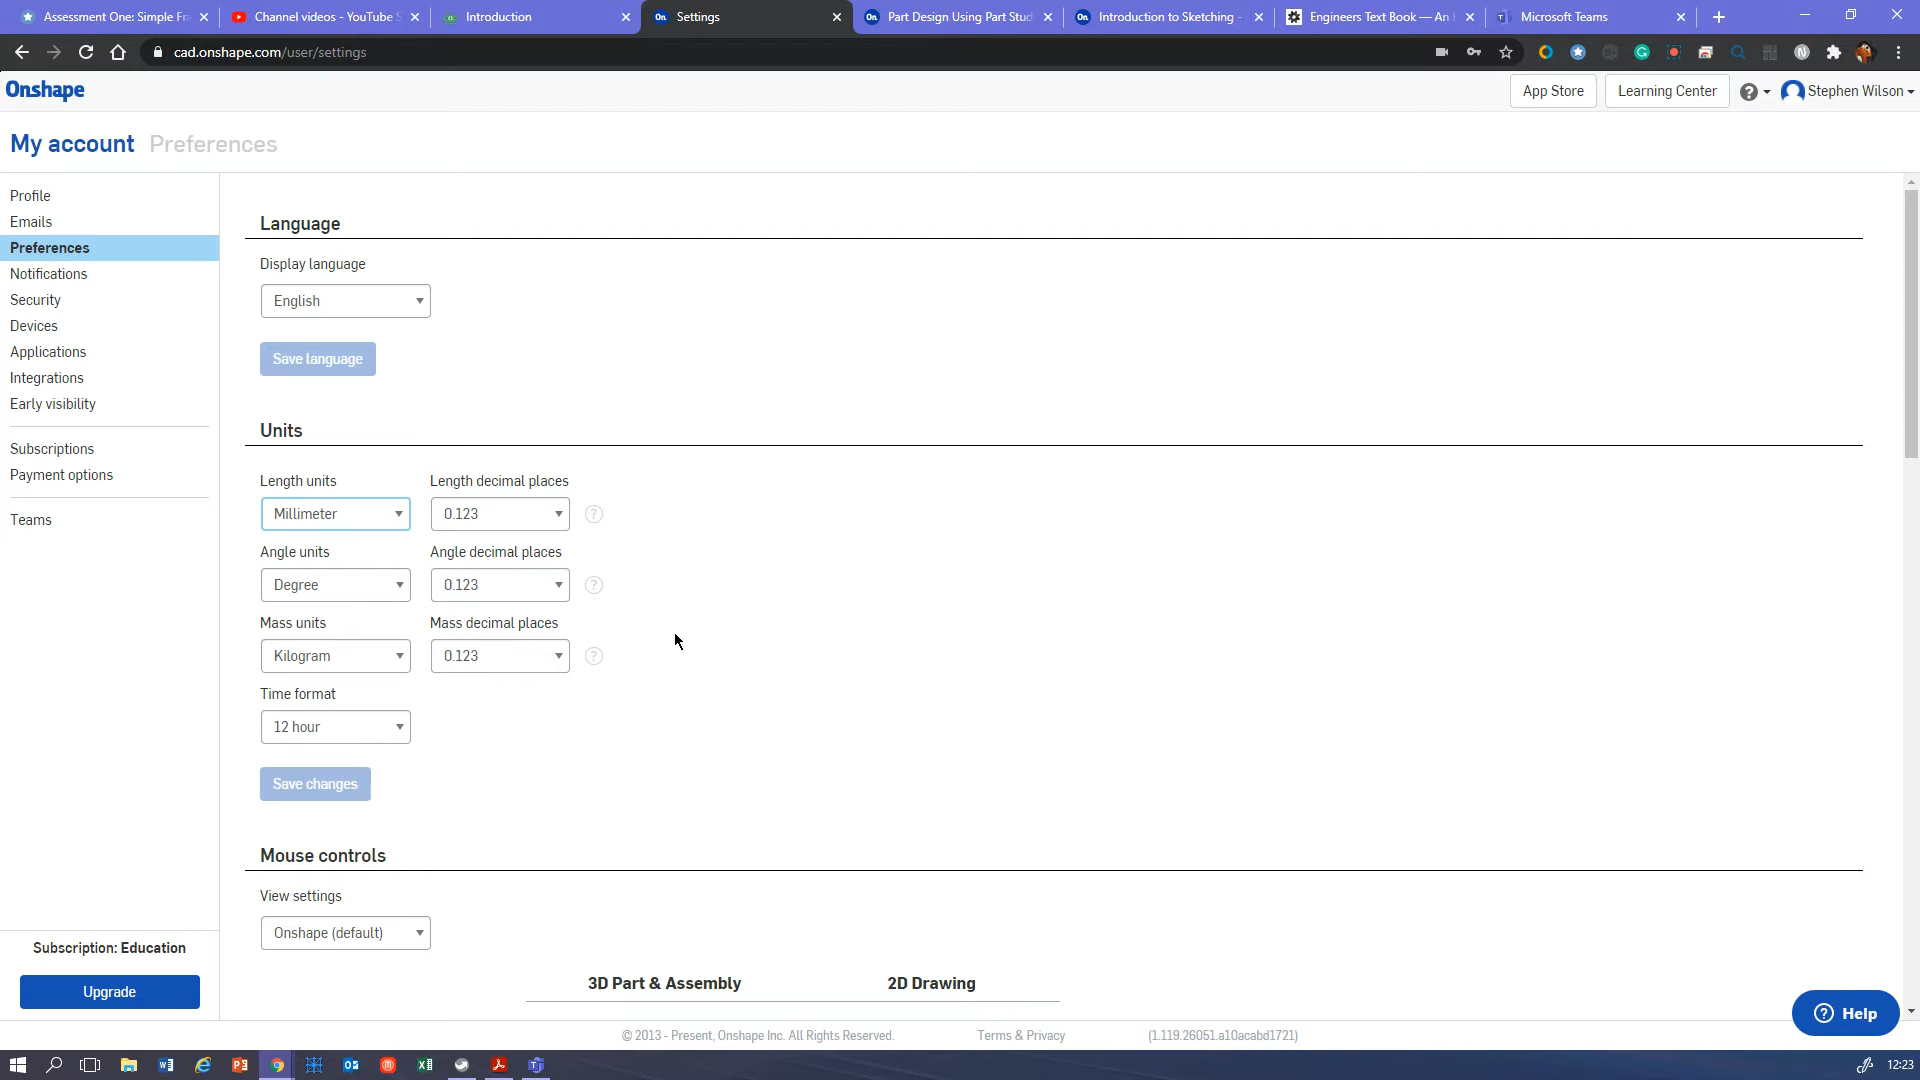 Assessment One: Simple Fra
Channel videos - YouTube S
Introduction
Settings
Part Design Using Part Stud
Introduction to Sketching -
Engineers Text Book — An I
Microsoft Teams
cad.onshape.com/user/settings
Onshape
App Store
Learning Center
Stephen Wilson
My account Preferences
Profile
Emails
Preferences
Notifications
Security
Devices
Applications
Integrations
Early visibility
Subscriptions
Payment options
Teams
Subscription: Education
Upgrade
Language
Display language
English
Save language
Units
Length units Length decimal places
Millimeter 0.123 ?
Angle units Angle decimal places
Degree 0.123 ?
Mass units Mass decimal places
Kilogram 0.123 ?
Time format
12 hour
Save changes
Mouse controls
View settings
Onshape (default)
3D Part & Assembly 2D Drawing
? Help
© 2013 - Present, Onshape Inc. All Rights Reserved. Terms & Privacy (1.119.26051.a10acabd1721)
12:23